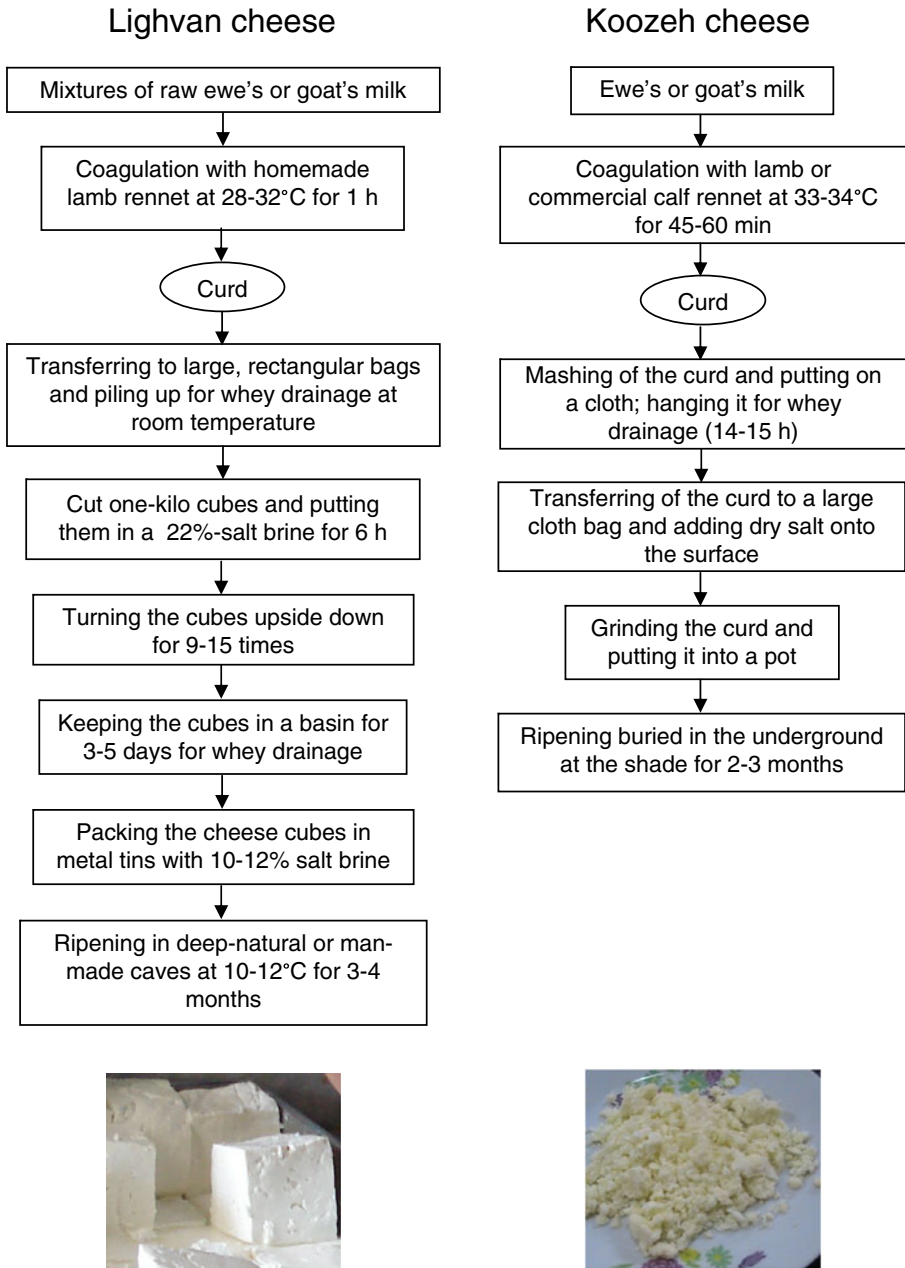 Lighvan cheese
Mixtures of raw ewe's or goat's milk
Coagulation with homemade
lamb rennet at 28-32°C for 1 h
Curd
Transferring to large, rectangular bags
and piling up for whey drainage at
room temperature
Cut one-kilo cubes and putting
them in a 22%-salt brine for 6 h
Turning the cubes upside down
for 9-15 times
Keeping the cubes in a basin for
3-5 days for whey drainage
Packing the cheese cubes in
metal tins with 10-12% salt brine
Ripening in deep-natural or man-
made caves at 10-12°C for 3-4
months
Koozeh cheese
Ewe's or goat's milk
Coagulation with lamb or
commercial calf rennet at 33-34°C
for 45-60 min
Curd
Mashing of the curd and putting on
a cloth; hanging it for whey
drainage (14-15 h)
Transferring of the curd to a large
cloth bag and adding dry salt onto
the surface
Grinding the curd and
putting it into a pot
Ripening buried in the underground
at the shade for 2-3 months